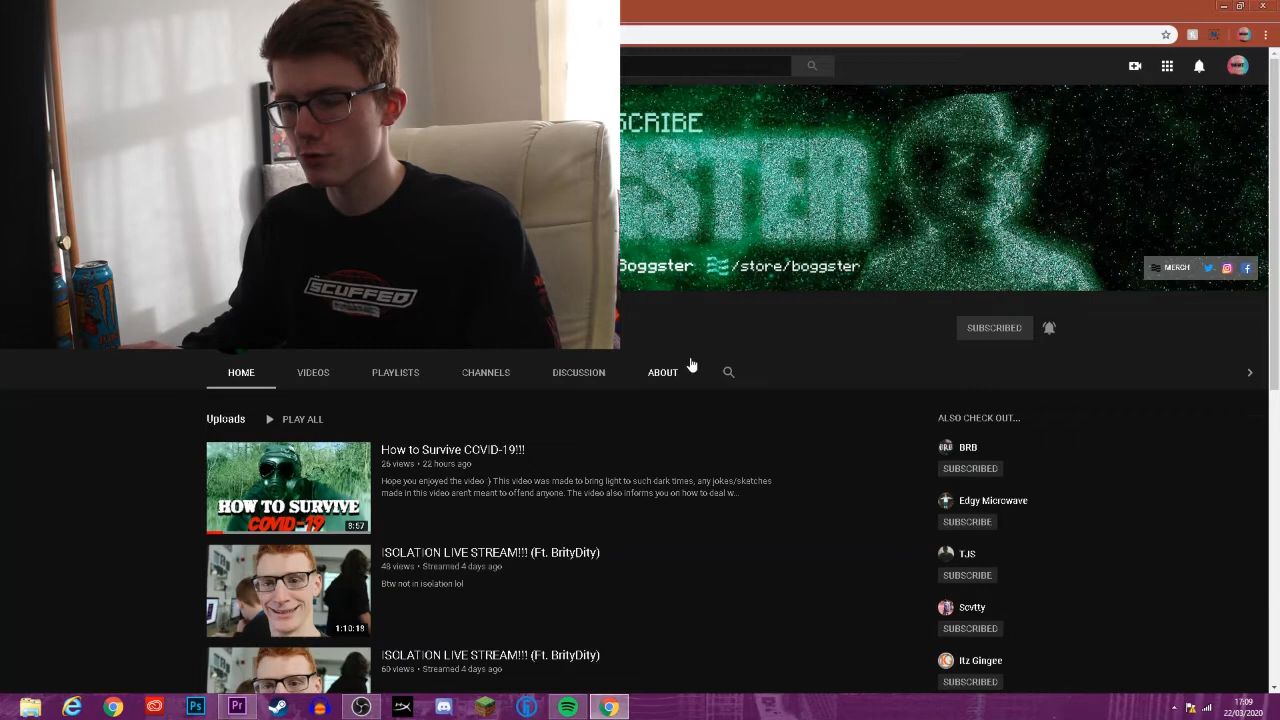 SCRIBE
STER
Boggster /store/boggster
MERCH
SCUFFED
SUBSCRIBED
HOME VIDEOS PLAYLISTS CHANNELS DISCUSSION ABOUT
Uploads PLAY ALL
ALSO CHECK OUT...
HOW TO SURVIVE
COVID-19
8:57
How to Survive COVID-19!!!
26 views • 22 hours ago
Hope you enjoyed the video :) This video was made to bring light to such dark times, any jokes/sketches
made in this video aren't meant to offend anyone. The video also informs you on how to deal w...
BRB
SUBSCRIBED
Edgy Microwave
SUBSCRIBE
ISOLATION LIVE STREAM!!! (Ft. BrityDity)
48 views • Streamed 4 days ago
Btw not in isolation lol
1:10:18
TJS
SUBSCRIBE
Scvtty
SUBSCRIBED
ISOLATION LIVE STREAM!!! (Ft. BrityDity)
60 views • Streamed 4 days ago
Itz Gingee
SUBSCRIBED
Ps
Pr
17:09
22/03/2020